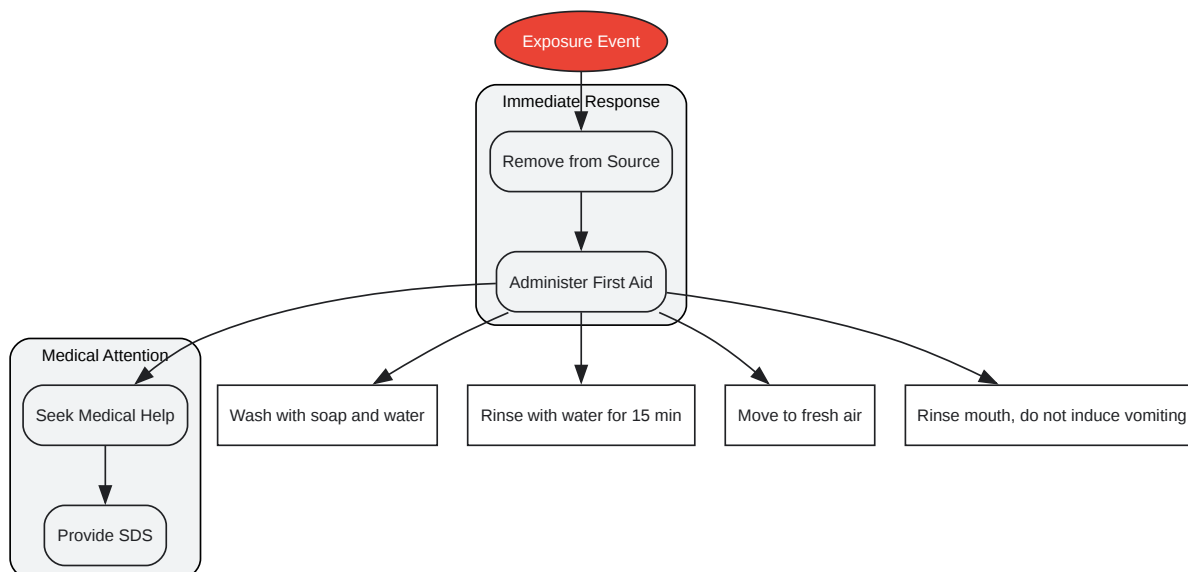 Exposure Event
Immediate Response
Remove from Source
Administer First Aid
Medical Attention
Seek Medical Help
Wash with soap and water
Rinse with water for 15 min
Move to fresh air
Rinse mouth, do not induce vomiting
Provide SDS